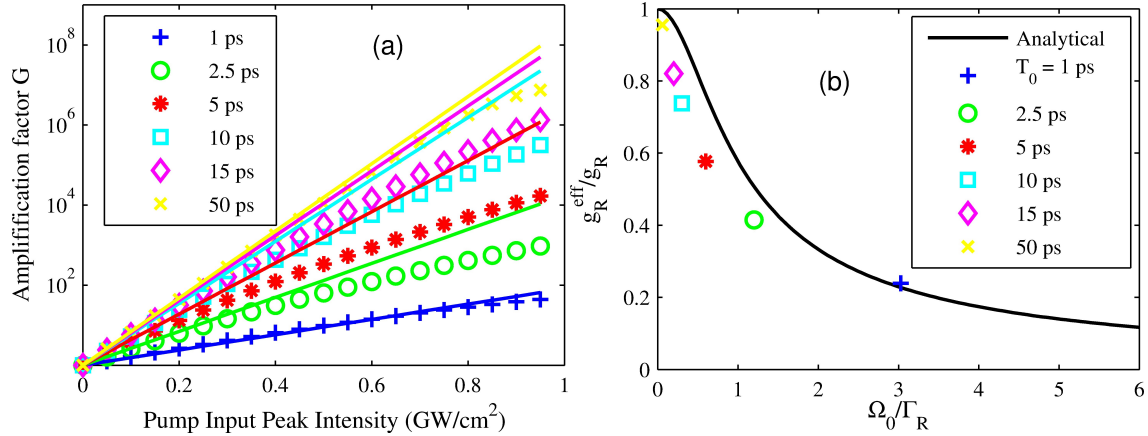 (a)
Amplifification factor G
10^8
10^6
10^4
10^2
1 ps
2.5 ps
5 ps
10 ps
15 ps
50 ps
0 0.2 0.4 0.6 0.8 1
Pump Input Peak Intensity (GW/cm^2)
(b)
g_R^eff/g_R
1
0.8
0.6
0.4
0.2
0
Analytical
T_0 = 1 ps
2.5 ps
5 ps
10 ps
15 ps
50 ps
0 1 2 3 4 5 6
Ω_0/Γ_R